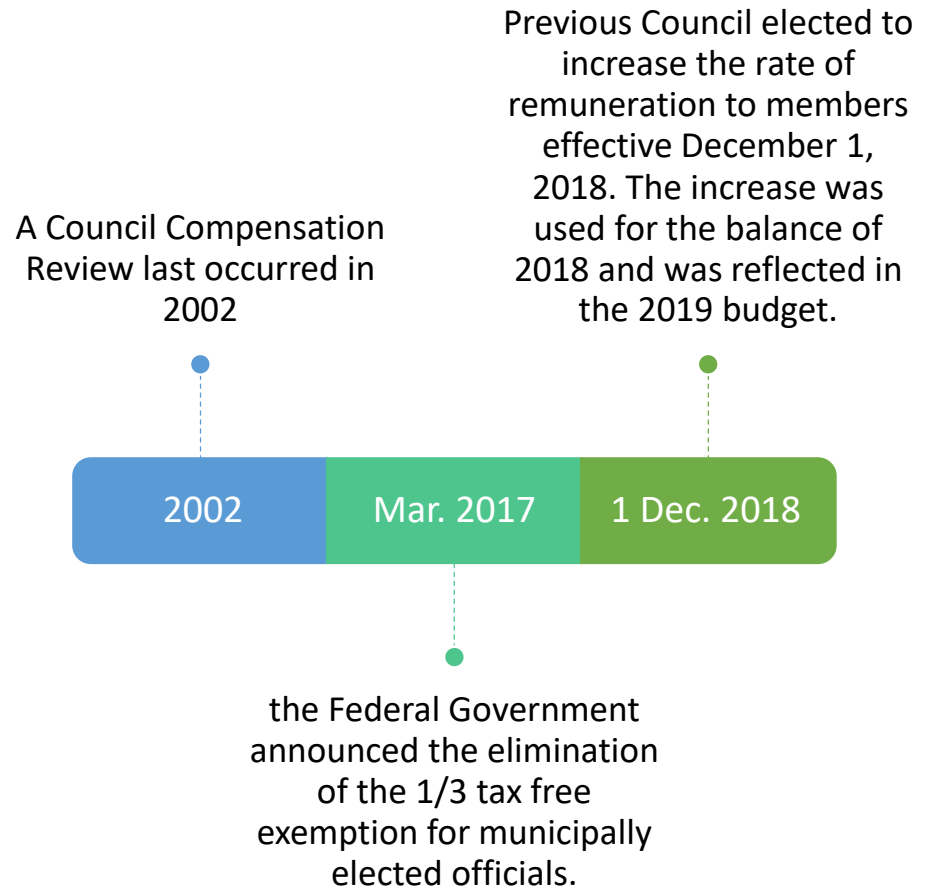 Previous Council elected to
increase the rate of
remuneration to members
effective December 1,
2018. The increase was
used for the balance of
2018 and was reflected in
the 2019 budget.
A Council Compensation
Review last occurred in
2002
2002
Mar. 2017
1 Dec. 2018
the Federal Government
announced the elimination
of the 1/3 tax free
exemption for municipally
elected officials.